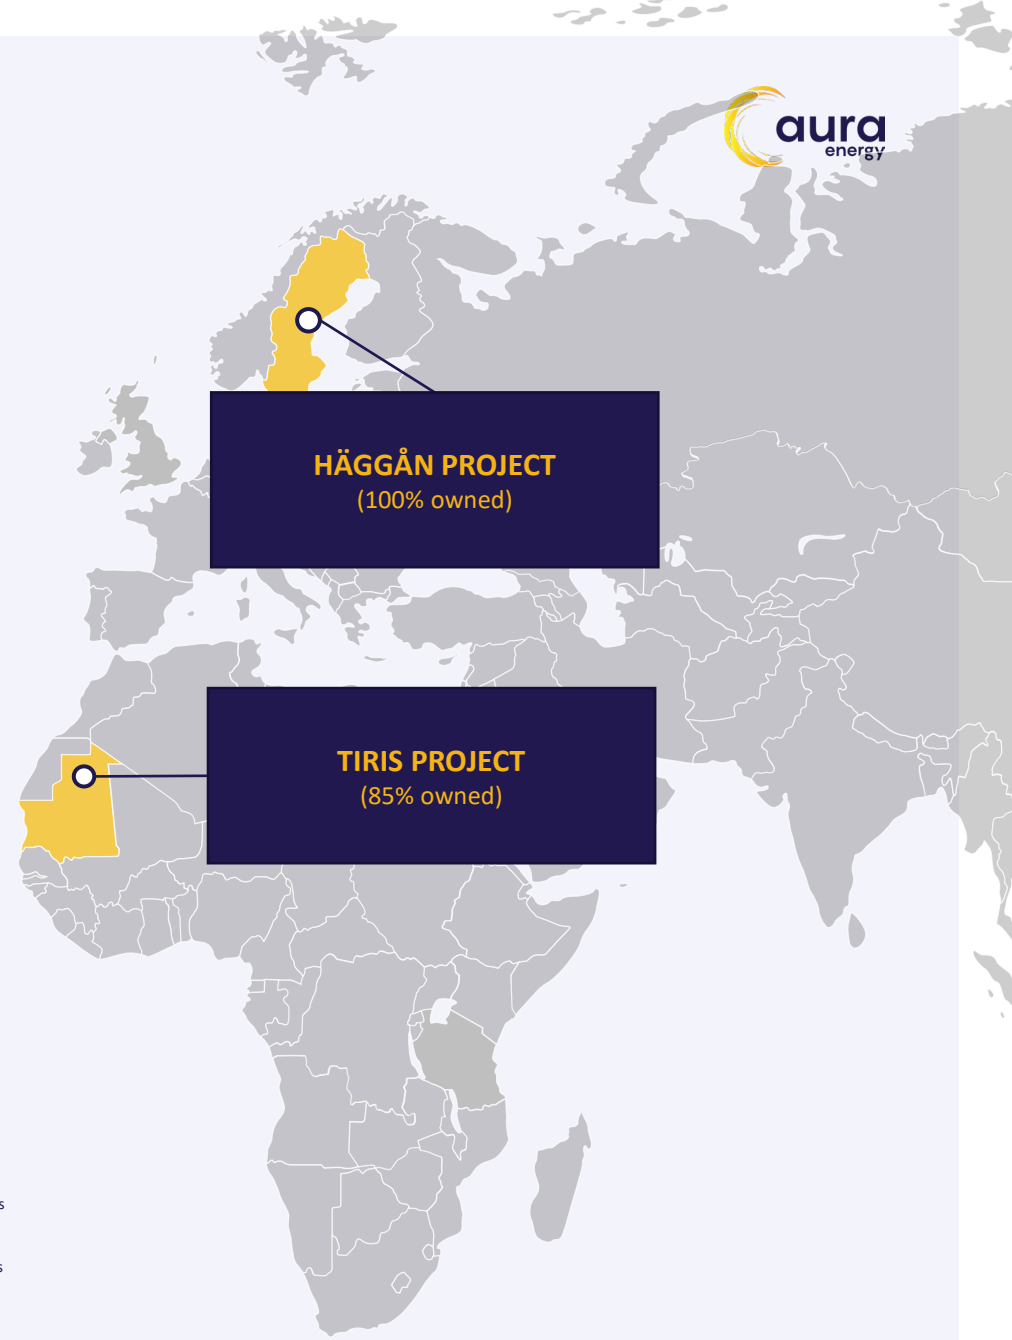 aura
energy
HÄGGÅN PROJECT
(100% owned)
TIRIS PROJECT
(85% owned)
s
s